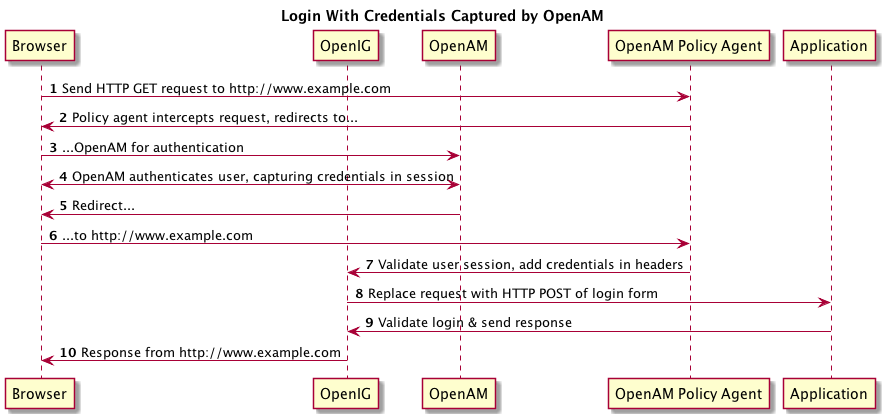 Login With Credentials Captured by OpenAM
Browser OpenIG OpenAM OpenAM Policy Agent Application
1 Send HTTP GET request to http://www.example.com
2 Policy agent intercepts request, redirects to...
3 ...OpenAM for authentication
4 OpenAM authenticates user, capturing credentials in session
5 Redirect...
6 ...to http://www.example.com
7 Validate user session, add credentials in headers
8 Replace request with HTTP POST of login form
9 Validate login & send response
10 Response from http://www.example.com
Browser OpenIG OpenAM OpenAM Policy Agent Application